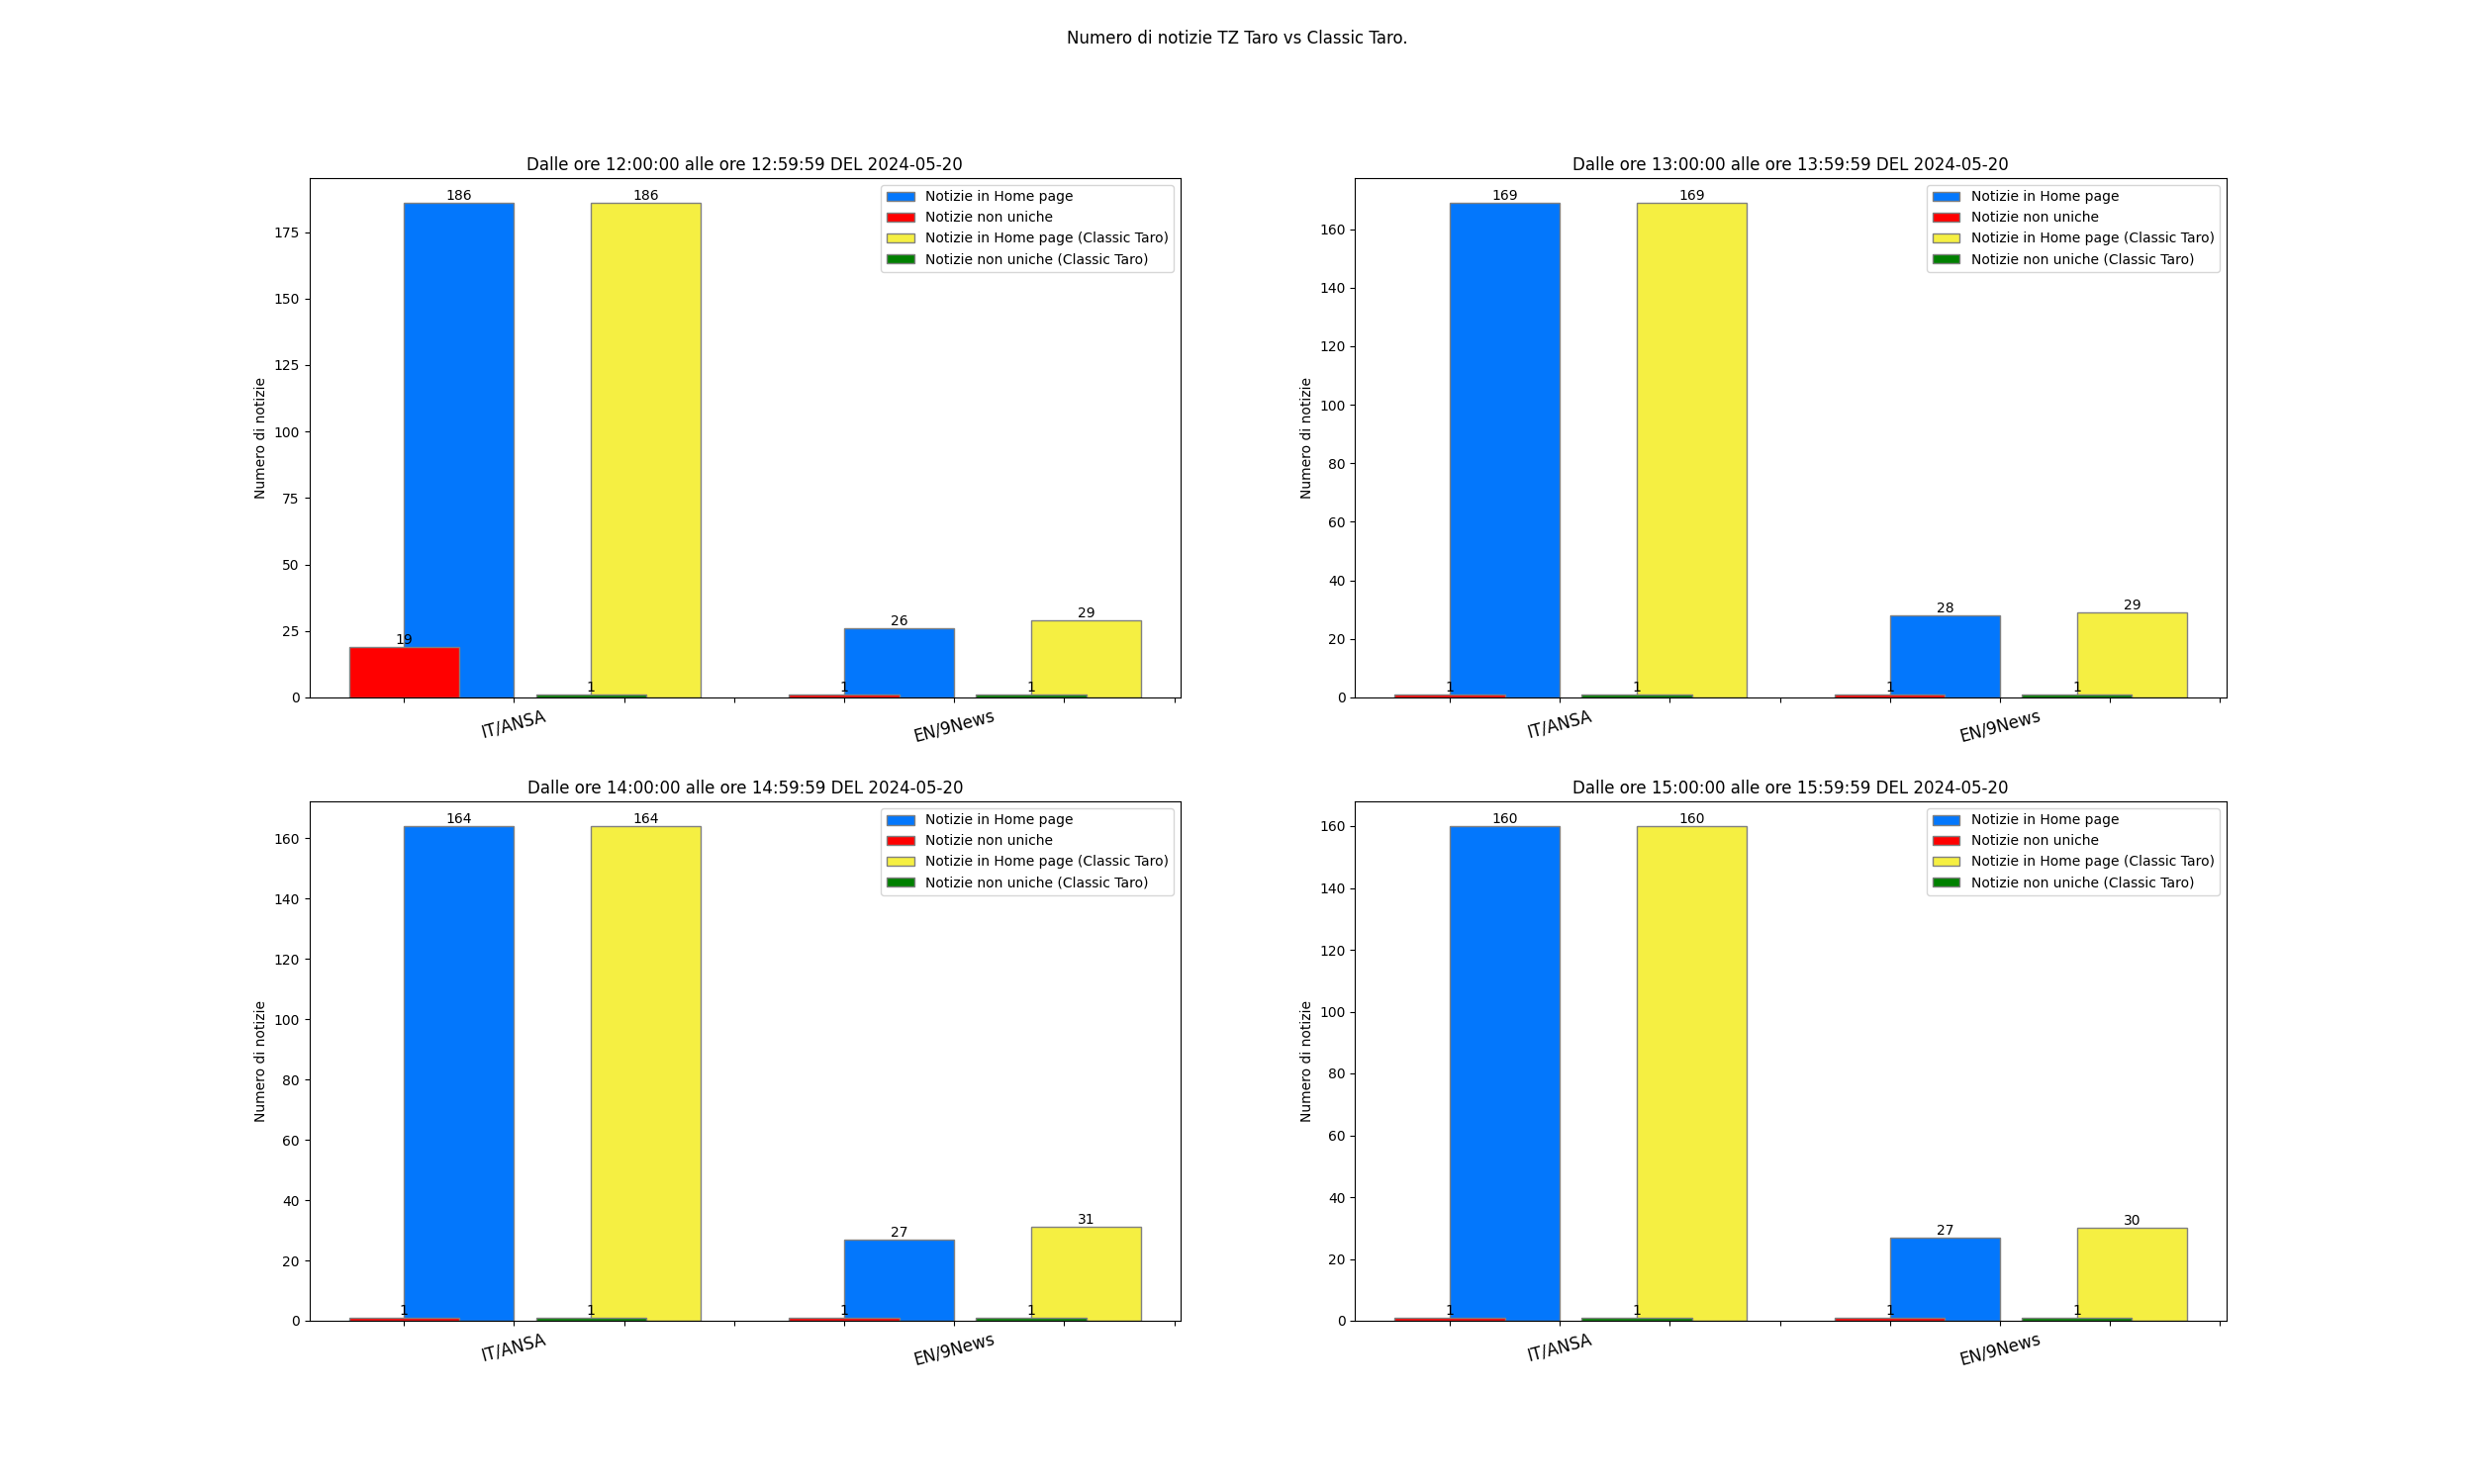 Numero di notizie TZ Taro vs Classic Taro.
Dalle ore 12:00:00 alle ore 12:59:59 DEL 2024-05-20
Numero di notizie
175
150
125
100
75
50
25
0
186
186
19
1
26
29
1
1
Notizie in Home page
Notizie non uniche
Notizie in Home page (Classic Taro)
Notizie non uniche (Classic Taro)
IT/ANSA
EN/9News
Dalle ore 13:00:00 alle ore 13:59:59 DEL 2024-05-20
Numero di notizie
160
140
120
100
80
60
40
20
0
169
169
1
1
28
29
1
1
Notizie in Home page
Notizie non uniche
Notizie in Home page (Classic Taro)
Notizie non uniche (Classic Taro)
IT/ANSA
EN/9News
Dalle ore 14:00:00 alle ore 14:59:59 DEL 2024-05-20
Numero di notizie
160
140
120
100
80
60
40
20
0
164
164
1
1
27
31
1
1
Notizie in Home page
Notizie non uniche
Notizie in Home page (Classic Taro)
Notizie non uniche (Classic Taro)
IT/ANSA
EN/9News
Dalle ore 15:00:00 alle ore 15:59:59 DEL 2024-05-20
Numero di notizie
160
140
120
100
80
60
40
20
0
160
160
1
1
27
30
1
1
Notizie in Home page
Notizie non uniche
Notizie in Home page (Classic Taro)
Notizie non uniche (Classic Taro)
IT/ANSA
EN/9News